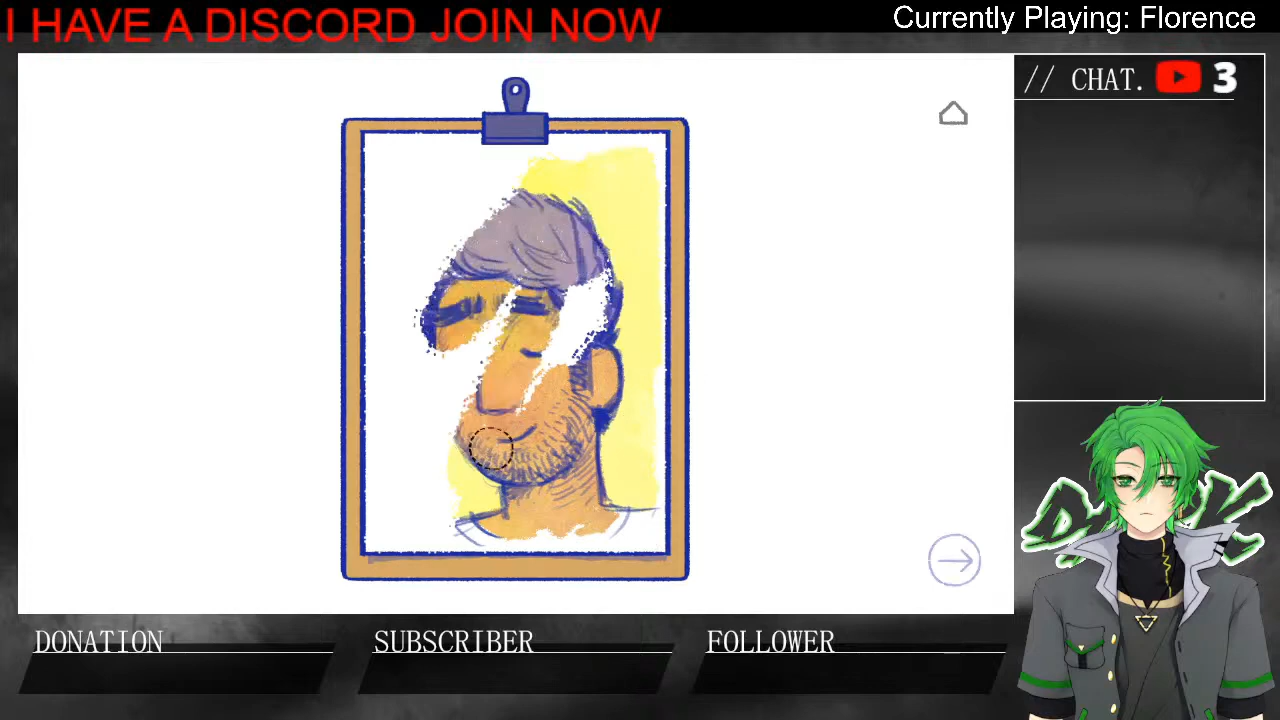 I HAVE A DISCORD JOIN NOW
Currently Playing: Florence
// CHAT. 3
DONATION
SUBSCRIBER
FOLLOWER